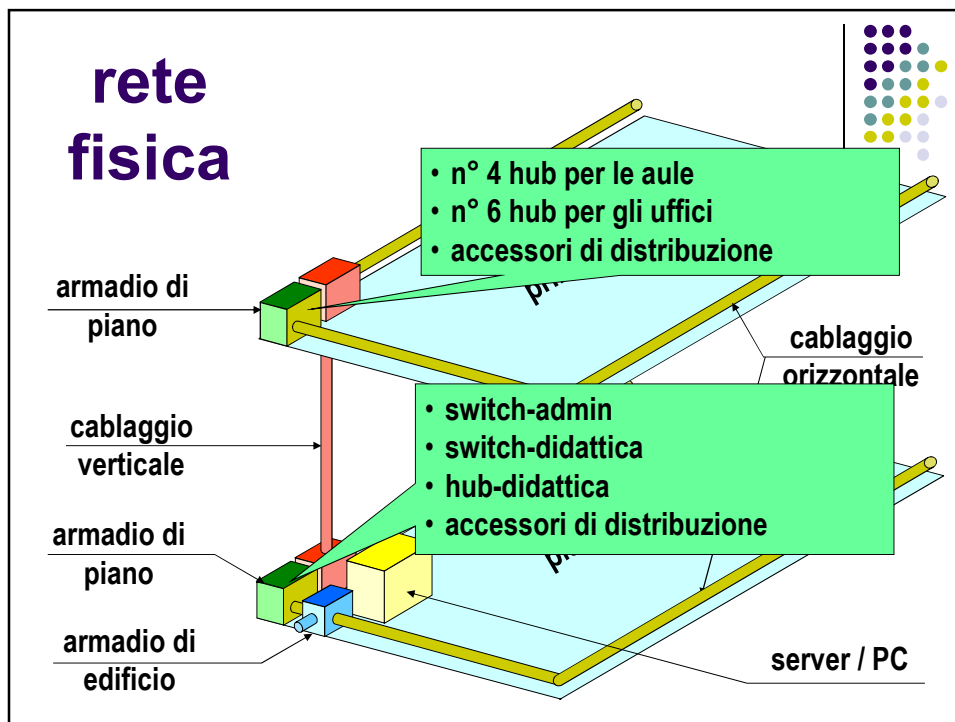 rete
fisica
• n° 4 hub per le aule
• n° 6 hub per gli uffici
• accessori di distribuzione
armadio di
piano
cablaggio
orizzontale
• switch-admin
• switch-didattica
• hub-didattica
• accessori di distribuzione
cablaggio
verticale
armadio di
piano
armadio di
edificio
server / PC